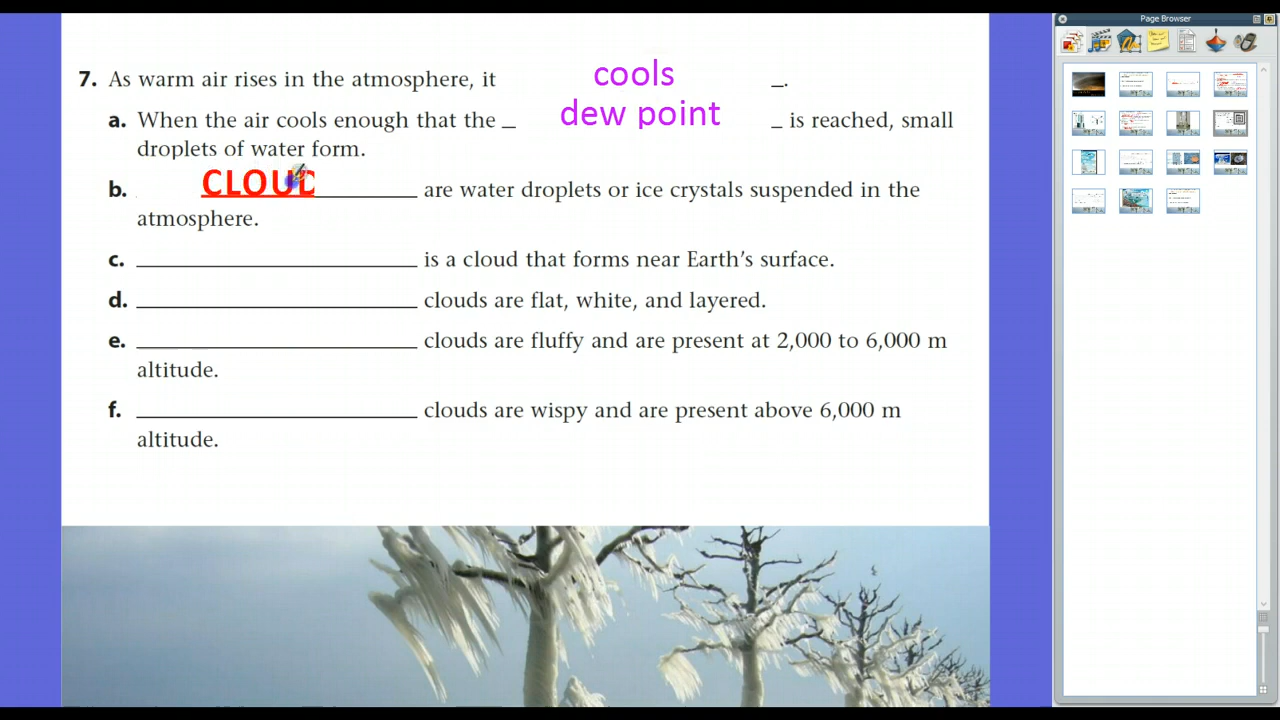 Page Browser
7. As warm air rises in the atmosphere, it cools _.
a. When the air cools enough that the _ dew point _ is reached, small
droplets of water form.
b. CLOUD are water droplets or ice crystals suspended in the
atmosphere.
c. is a cloud that forms near Earth's surface.
d. clouds are flat, white, and layered.
e. clouds are fluffy and are present at 2,000 to 6,000 m
altitude.
f. clouds are wispy and are present above 6,000 m
altitude.